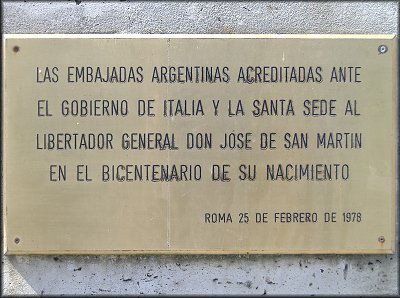 LAS EMBAJADAS ARGENTINAS ACREDITADAS ANTE
EL GOBIERNO DE ITALIA Y LA SANTA SEDE AL
LIBERTADOR GENERAL DON JOSE DE SAN MARTIN
EN EL BICENTENARIO DE SU NACIMIENTO
ROMA 25 DE FEBRERO DE 1978